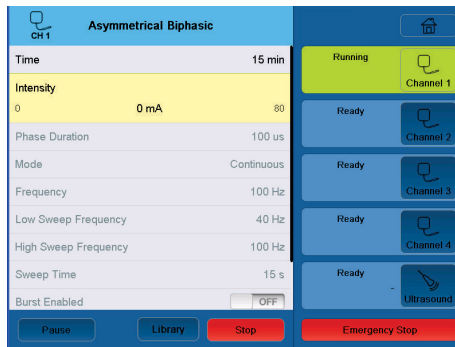 CH 1
Asymmetrical Biphasic
Time 15 min
Intensity
0 0 mA 80
Phase Duration 100 us
Mode Continuous
Frequency 100 Hz
Low Sweep Frequency 40 Hz
High Sweep Frequency 100 Hz
Sweep Time 15 s
Burst Enabled OFF
Pause Library Stop
Running
Channel 1
Ready
Channel 2
Ready
Channel 3
Ready
Channel 4
Ready
-
Ultrasound
Emergency Stop